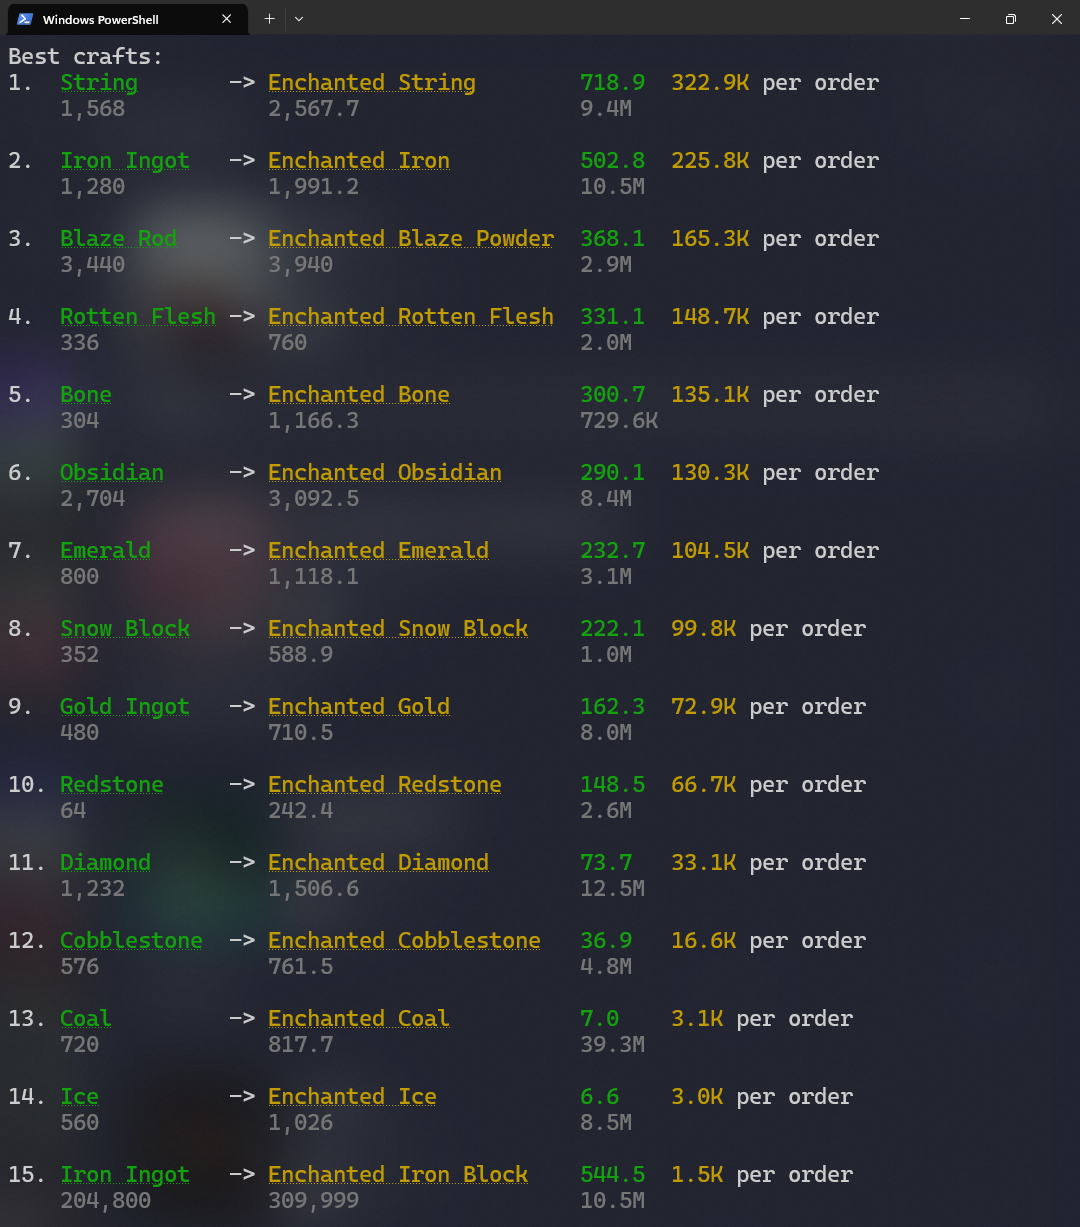 Windows PowerShell
Best crafts:
1. String -> Enchanted String 718.9 322.9K per order
1,568 2,567.7 9.4M
2. Iron Ingot -> Enchanted Iron 502.8 225.8K per order
1,280 1,991.2 10.5M
3. Blaze Rod -> Enchanted Blaze Powder 368.1 165.3K per order
3,440 3,940 2.9M
4. Rotten Flesh -> Enchanted Rotten Flesh 331.1 148.7K per order
336 760 2.0M
5. Bone -> Enchanted Bone 300.7 135.1K per order
304 1,166.3 729.6K
6. Obsidian -> Enchanted Obsidian 290.1 130.3K per order
2,704 3,092.5 8.4M
7. Emerald -> Enchanted Emerald 232.7 104.5K per order
800 1,118.1 3.1M
8. Snow Block -> Enchanted Snow Block 222.1 99.8K per order
352 588.9 1.0M
9. Gold Ingot -> Enchanted Gold 162.3 72.9K per order
480 710.5 8.0M
10. Redstone -> Enchanted Redstone 148.5 66.7K per order
64 242.4 2.6M
11. Diamond -> Enchanted Diamond 73.7 33.1K per order
1,232 1,506.6 12.5M
12. Cobblestone -> Enchanted Cobblestone 36.9 16.6K per order
576 761.5 4.8M
13. Coal -> Enchanted Coal 7.0 3.1K per order
720 817.7 39.3M
14. Ice -> Enchanted Ice 6.6 3.0K per order
560 1,026 8.5M
15. Iron Ingot -> Enchanted Iron Block 544.5 1.5K per order
204,800 309,999 10.5M